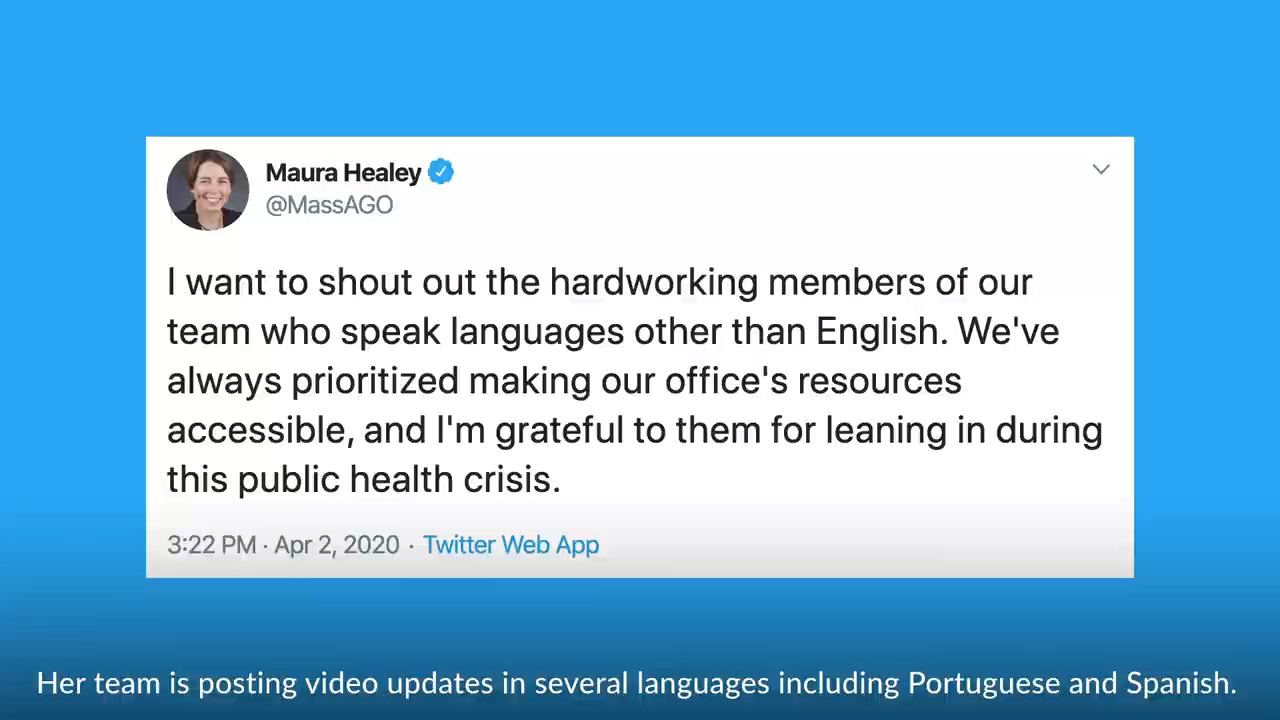 Maura Healey
@MassAGO
I want to shout out the hardworking members of our
team who speak languages other than English. We've
always prioritized making our office's resources
accessible, and I'm grateful to them for leaning in during
this public health crisis.
3:22 PM · Apr 2, 2020 · Twitter Web App
Her team is posting video updates in several languages including Portuguese and Spanish.